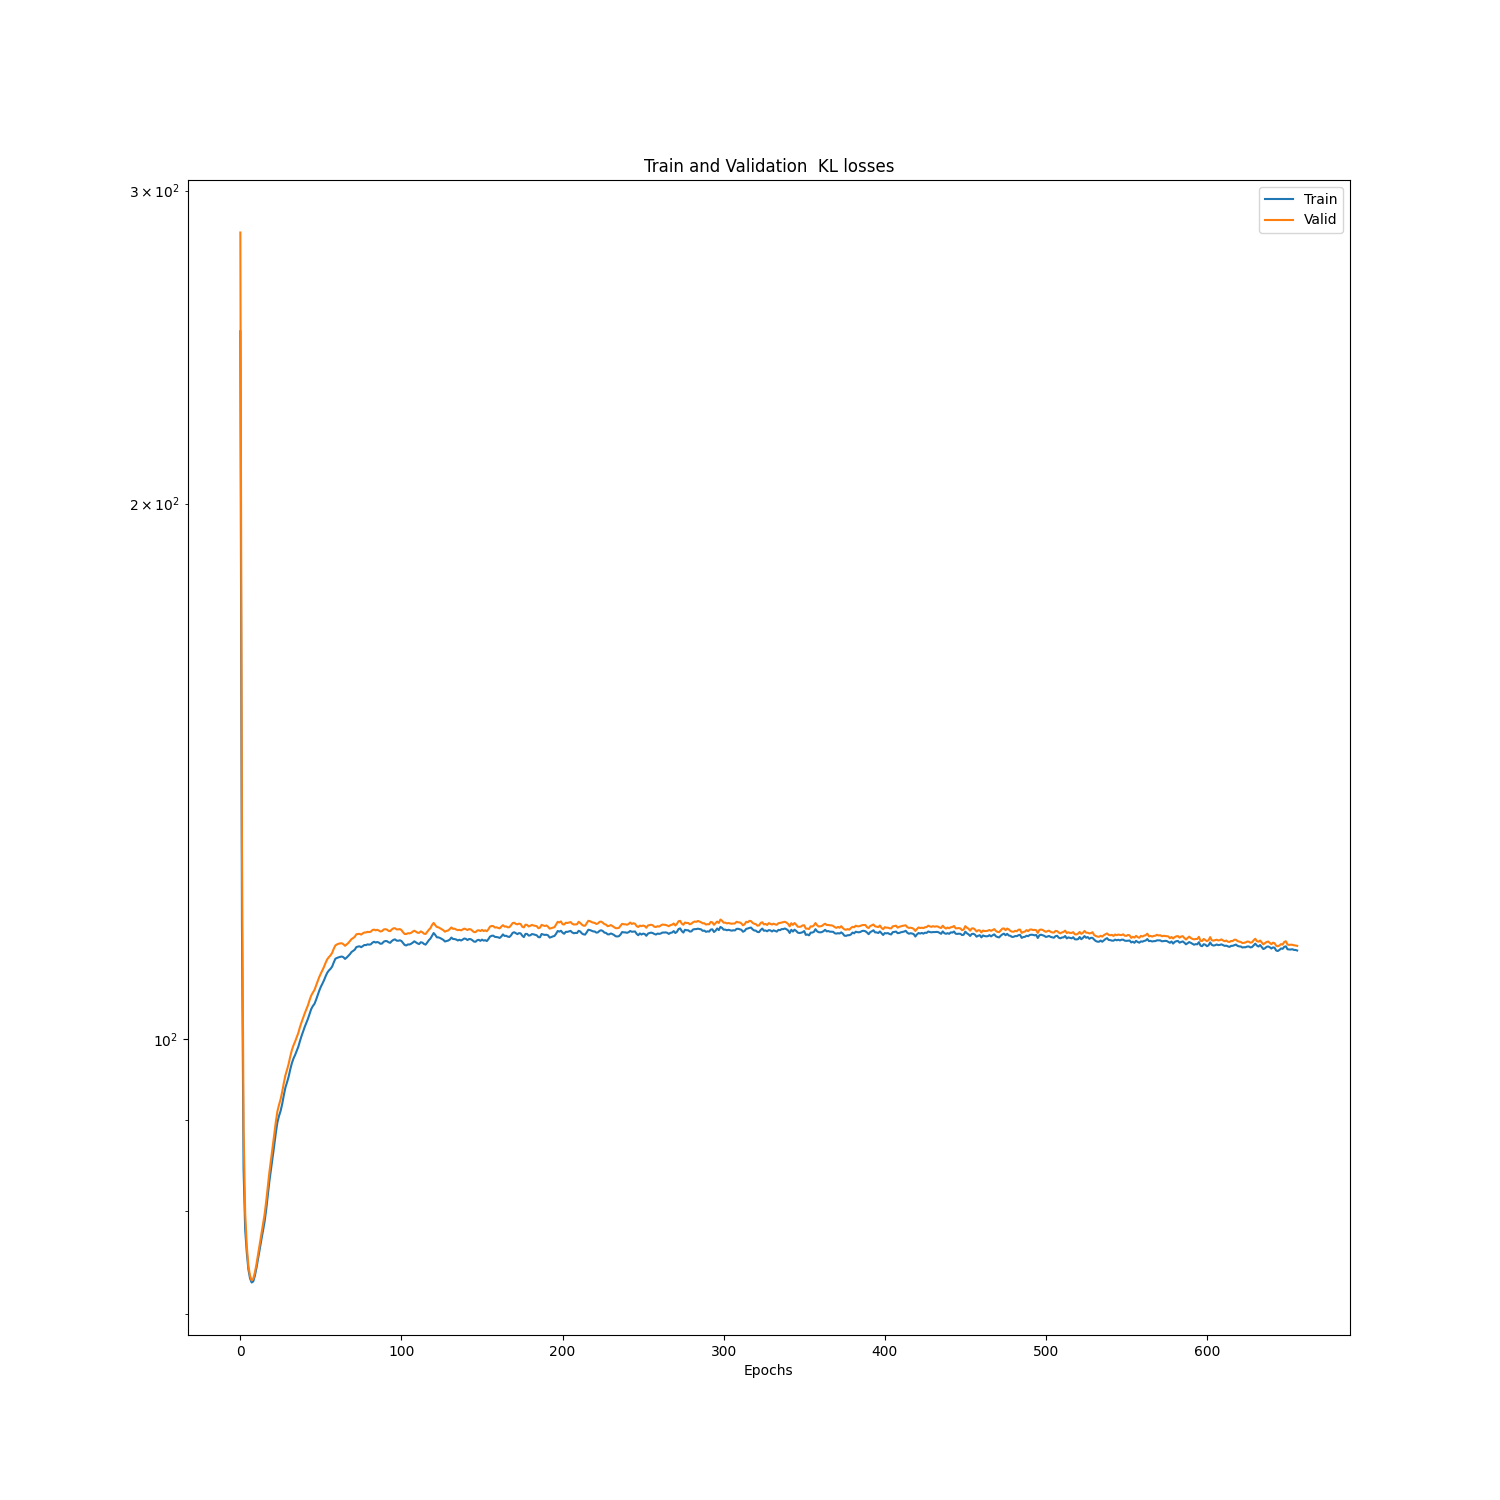 Train and Validation  KL losses
3 × 10²
Train
Valid
2 × 10²
10²
0 100 200 300 400 500 600
Epochs